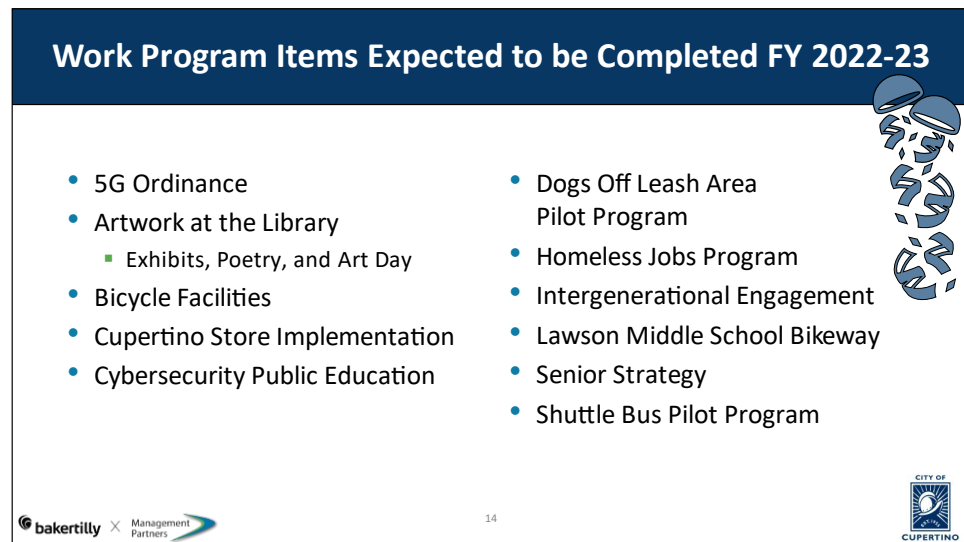 Work Program Items Expected to be Completed FY 2022-23
• 5G Ordinance
• Artwork at the Library
▪ Exhibits, Poetry, and Art Day
• Bicycle Facilities
• Cupertino Store Implementation
• Cybersecurity Public Education
• Dogs Off Leash Area
Pilot Program
• Homeless Jobs Program
• Intergenerational Engagement
• Lawson Middle School Bikeway
• Senior Strategy
• Shuttle Bus Pilot Program
bakertilly X Management
Partners
14
CITY OF
EST. 1955
CUPERTINO